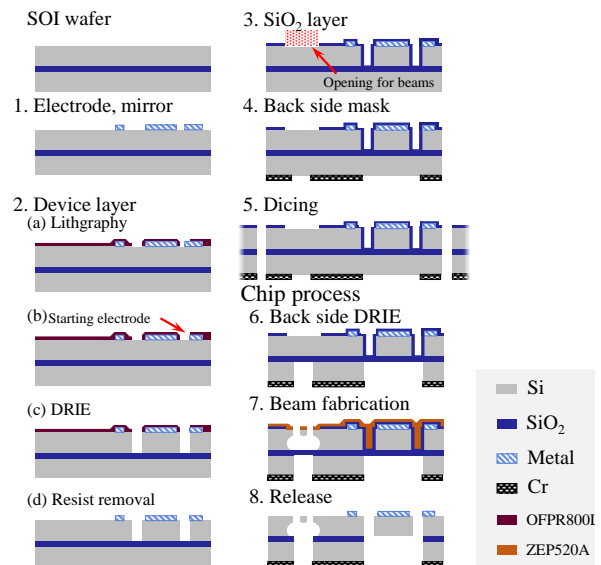 SOI wafer
1. Electrode, mirror
2. Device layer
(a) Lithgraphy
(b)
Starting electrode
(c) DRIE
(d) Resist removal
3. SiO2 layer
Opening for beams
4. Back side mask
5. Dicing
Chip process
6. Back side DRIE
7. Beam fabrication
8. Release
Si
SiO2
Metal
Cr
OFPR800L
ZEP520A